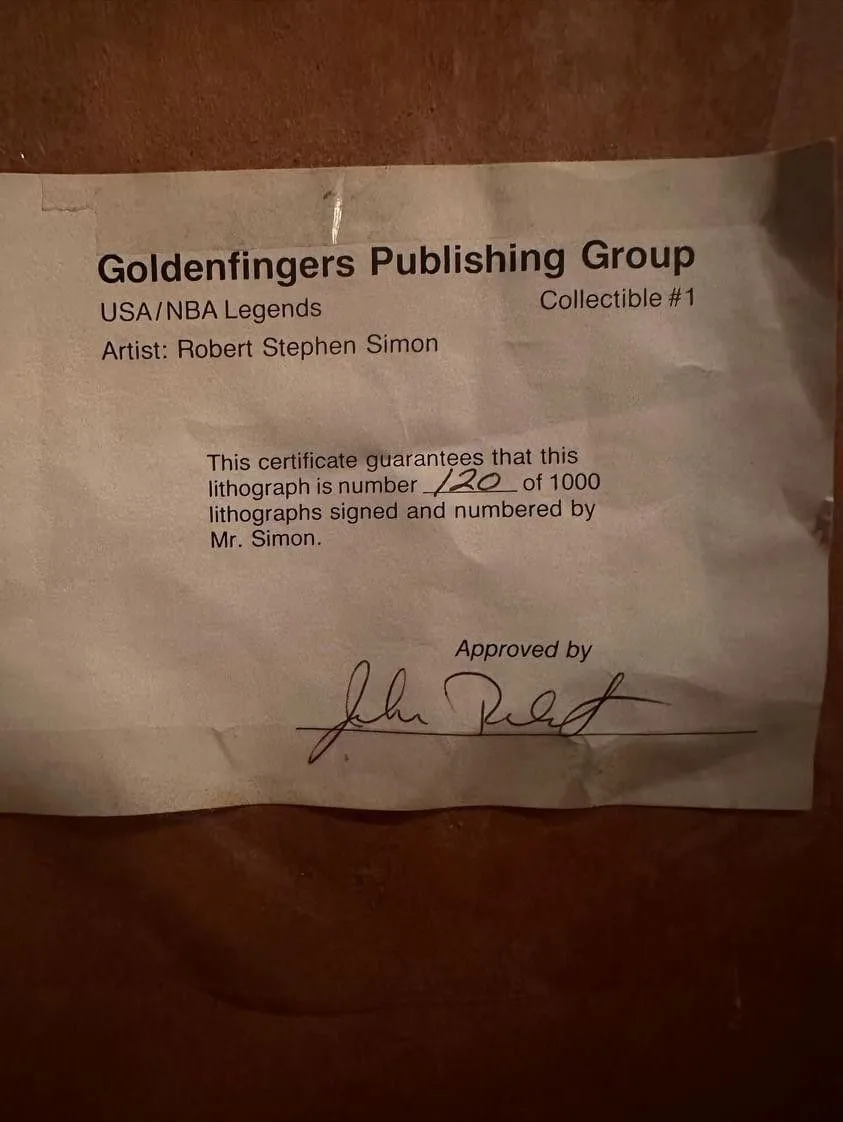 Goldenfingers Publishing Group
USA/NBA Legends Collectible #1
Artist: Robert Stephen Simon
This certificate guarantees that this
lithograph is number 120 of 1000
lithographs signed and numbered by
Mr. Simon.
Approved by
John